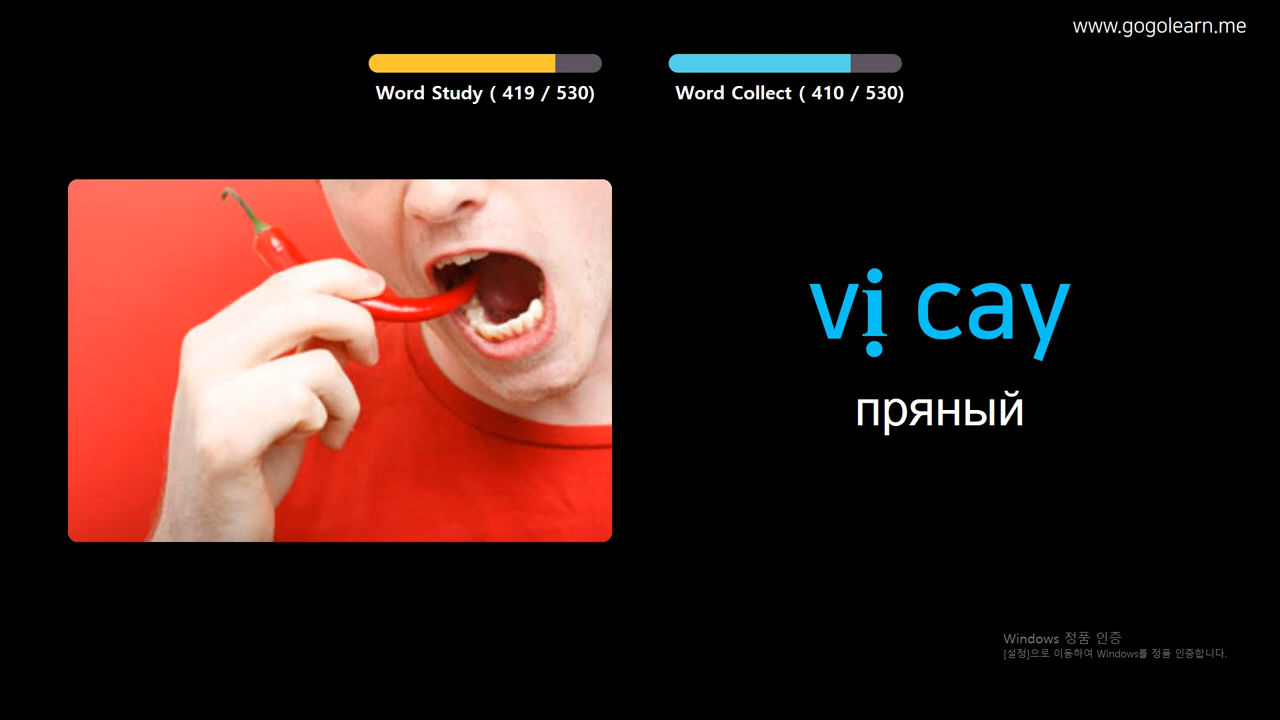 www.gogolearn.me
Word Study ( 419 / 530)
Word Collect ( 410 / 530)
vị cay
пряный
Windows 정품 인증
[설정]으로 이동하여 Windows를 정품 인증합니다.